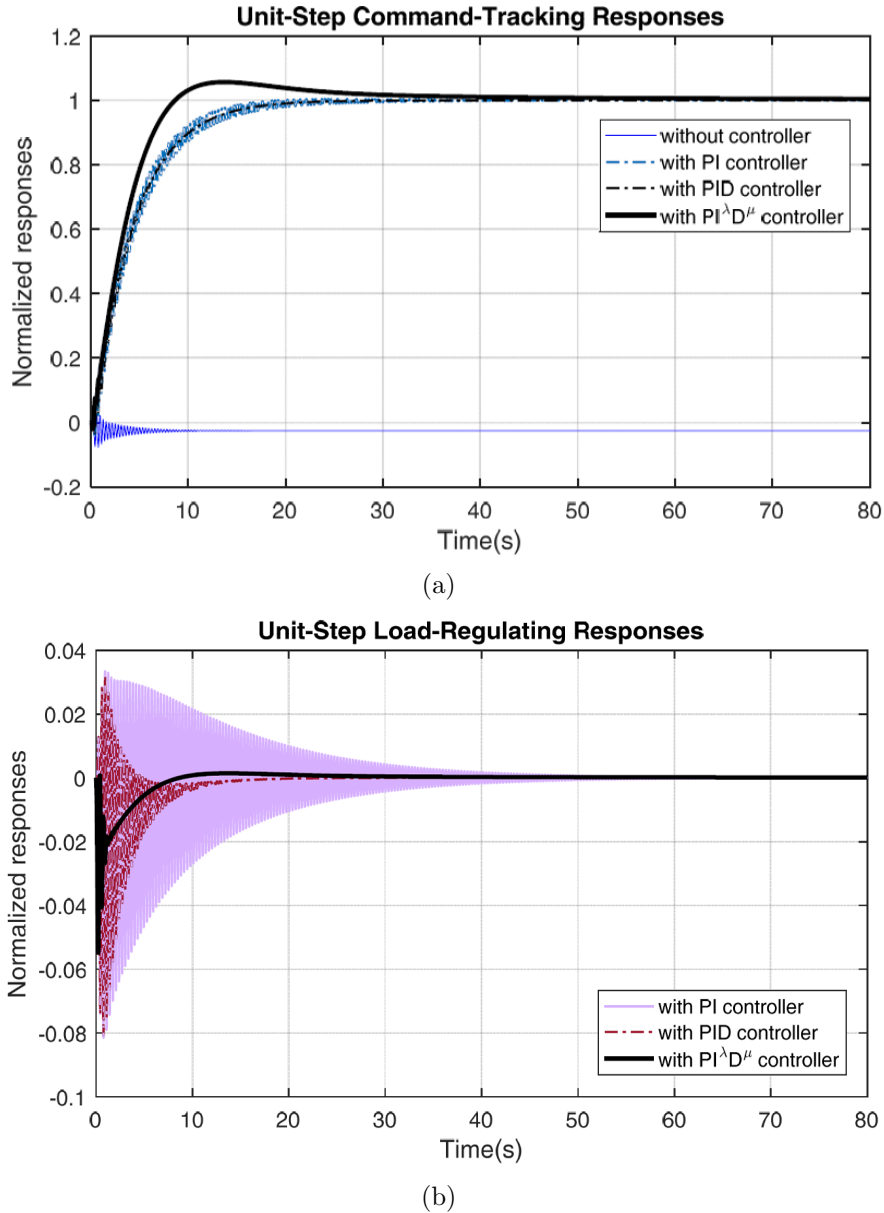 Unit-Step Command-Tracking Responses
1.2
1
0.8
0.6
0.4
0.2
0
-0.2
Normalized responses
without controller
with PI controller
with PID controller
with PI^λD^μ controller
0 10 20 30 40 50 60 70 80
Time(s)
(a)
Unit-Step Load-Regulating Responses
0.04
0.02
0
-0.02
-0.04
-0.06
-0.08
-0.1
Normalized responses
with PI controller
with PID controller
with PI^λD^μ controller
0 10 20 30 40 50 60 70 80
Time(s)
(b)